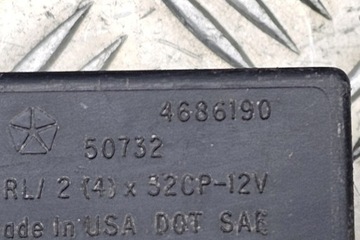 4686190
50732
RL/ 2 (4) x 32CP-12V
ade In USA DOT SAE